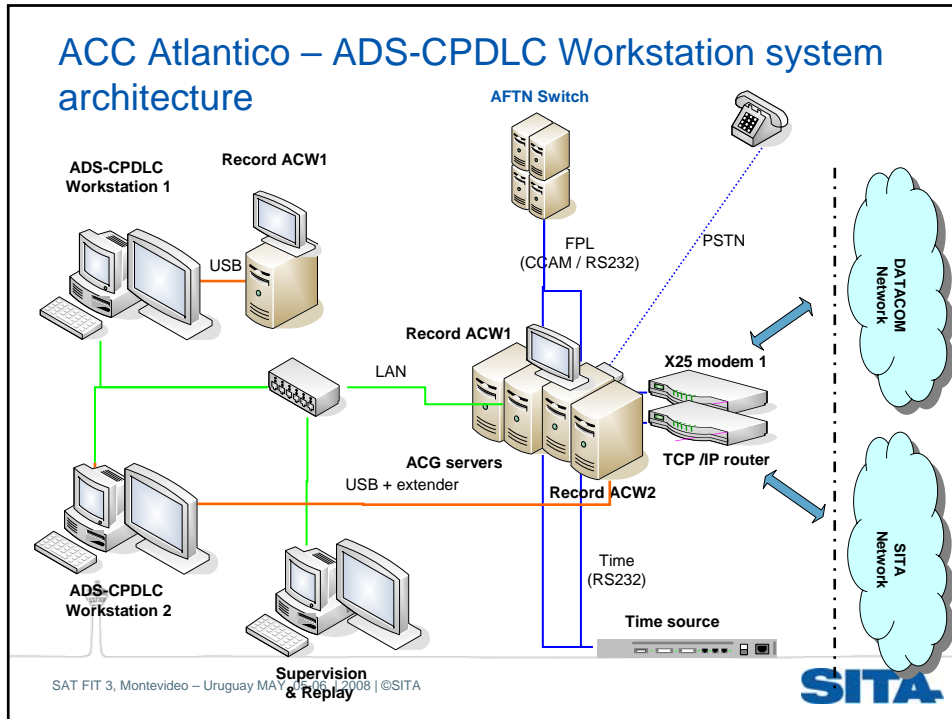 ACC Atlantico – ADS-CPDLC Workstation system
architecture
AFTN Switch
ADS-CPDLC
Workstation 1
Record ACW1
USB
FPL
(CCAM / RS232)
PSTN
DATACOM
Network
Record ACW1
X25 modem 1
LAN
TCP /IP router
ACG servers
USB + extender
Record ACW2
SITA
Network
Time
(RS232)
ADS-CPDLC
Workstation 2
Time source
Supervision
& Replay
SAT FIT 3, Montevideo – Uruguay MAY, 05-06, | 2008 | ©SITA
SITA